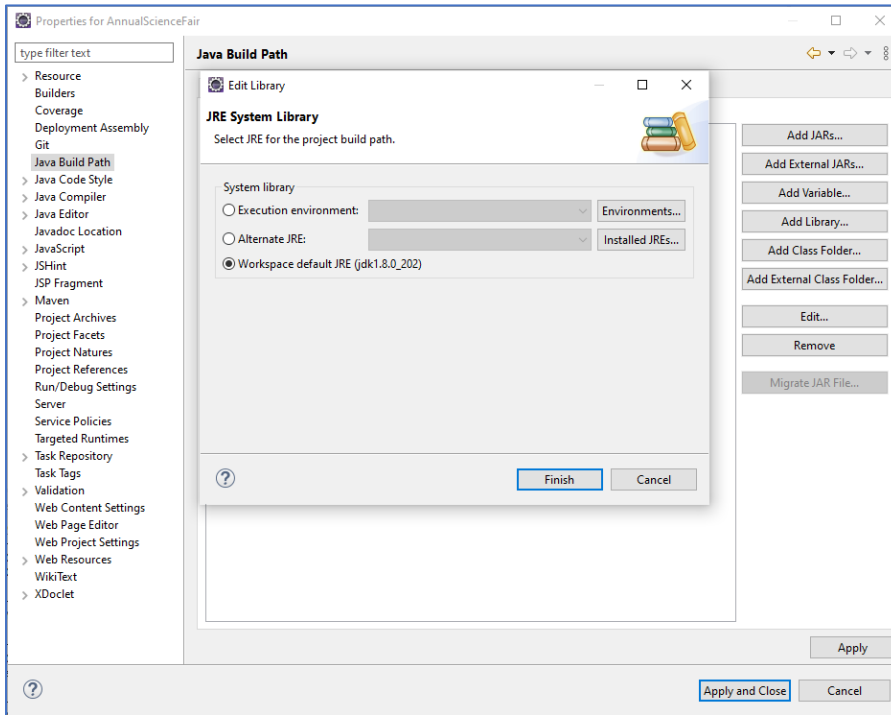 Properties for AnnualScienceFair
type filter text
Resource
Builders
Coverage
Deployment Assembly
Git
Java Build Path
Java Code Style
Java Compiler
Java Editor
Javadoc Location
JavaScript
JSHint
JSP Fragment
Maven
Project Archives
Project Facets
Project Natures
Project References
Run/Debug Settings
Server
Service Policies
Targeted Runtimes
Task Repository
Task Tags
Validation
Web Content Settings
Web Page Editor
Web Project Settings
Web Resources
WikiText
XDoclet
Java Build Path
Edit Library
JRE System Library
Select JRE for the project build path.
System library
Execution environment:
Environments...
Alternate JRE:
Installed JREs...
Workspace default JRE (jdk1.8.0_202)
?
Finish
Cancel
Add JARs...
Add External JARs...
Add Variable...
Add Library...
Add Class Folder...
Add External Class Folder...
Edit...
Remove
Migrate JAR File...
Apply
?
Apply and Close
Cancel